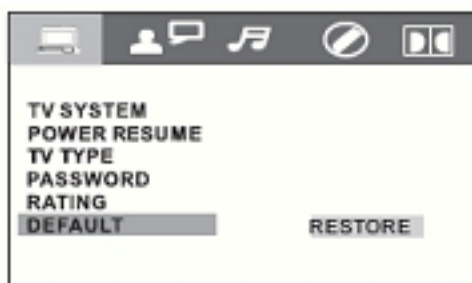 TV SYSTEM
POWER RESUME
TV TYPE
PASSWORD
RATING
DEFAULT RESTORE